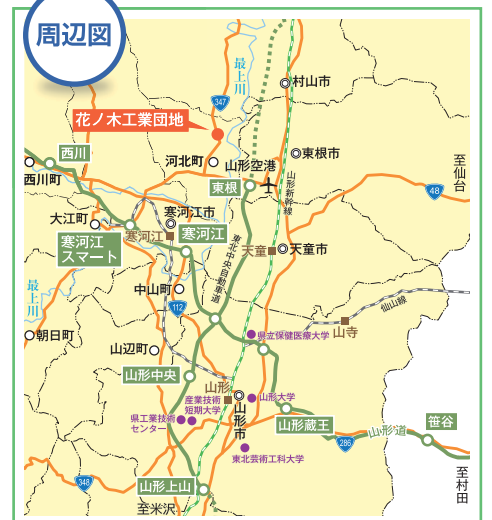 周辺図
最上川
村山市
347
花ノ木工業団地
西川
河北町
山形空港
東根市
至仙台
西川町
東根
山形新幹線
48
大江町
寒河江市
寒河江
寒河江
寒河江
スマート
東北中央自動車道
天童
天童市
最上川
中山町
112
仙山線
朝日町
県立保健医療大学
山寺
山辺町
山形中央
山形
産業技術
短期大学
山形大学
山形市
県工業技術
センター
山形蔵王
笹谷
山形道
286
東北芸術工科大学
348
山形上山
至村田
至米沢